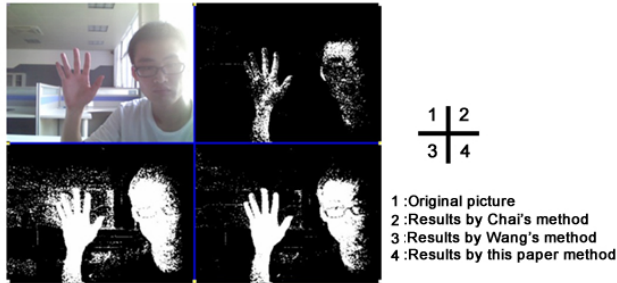 1 2
3 4
1 :Original picture
2 :Results by Chai's method
3 :Results by Wang's method
4 :Results by this paper method